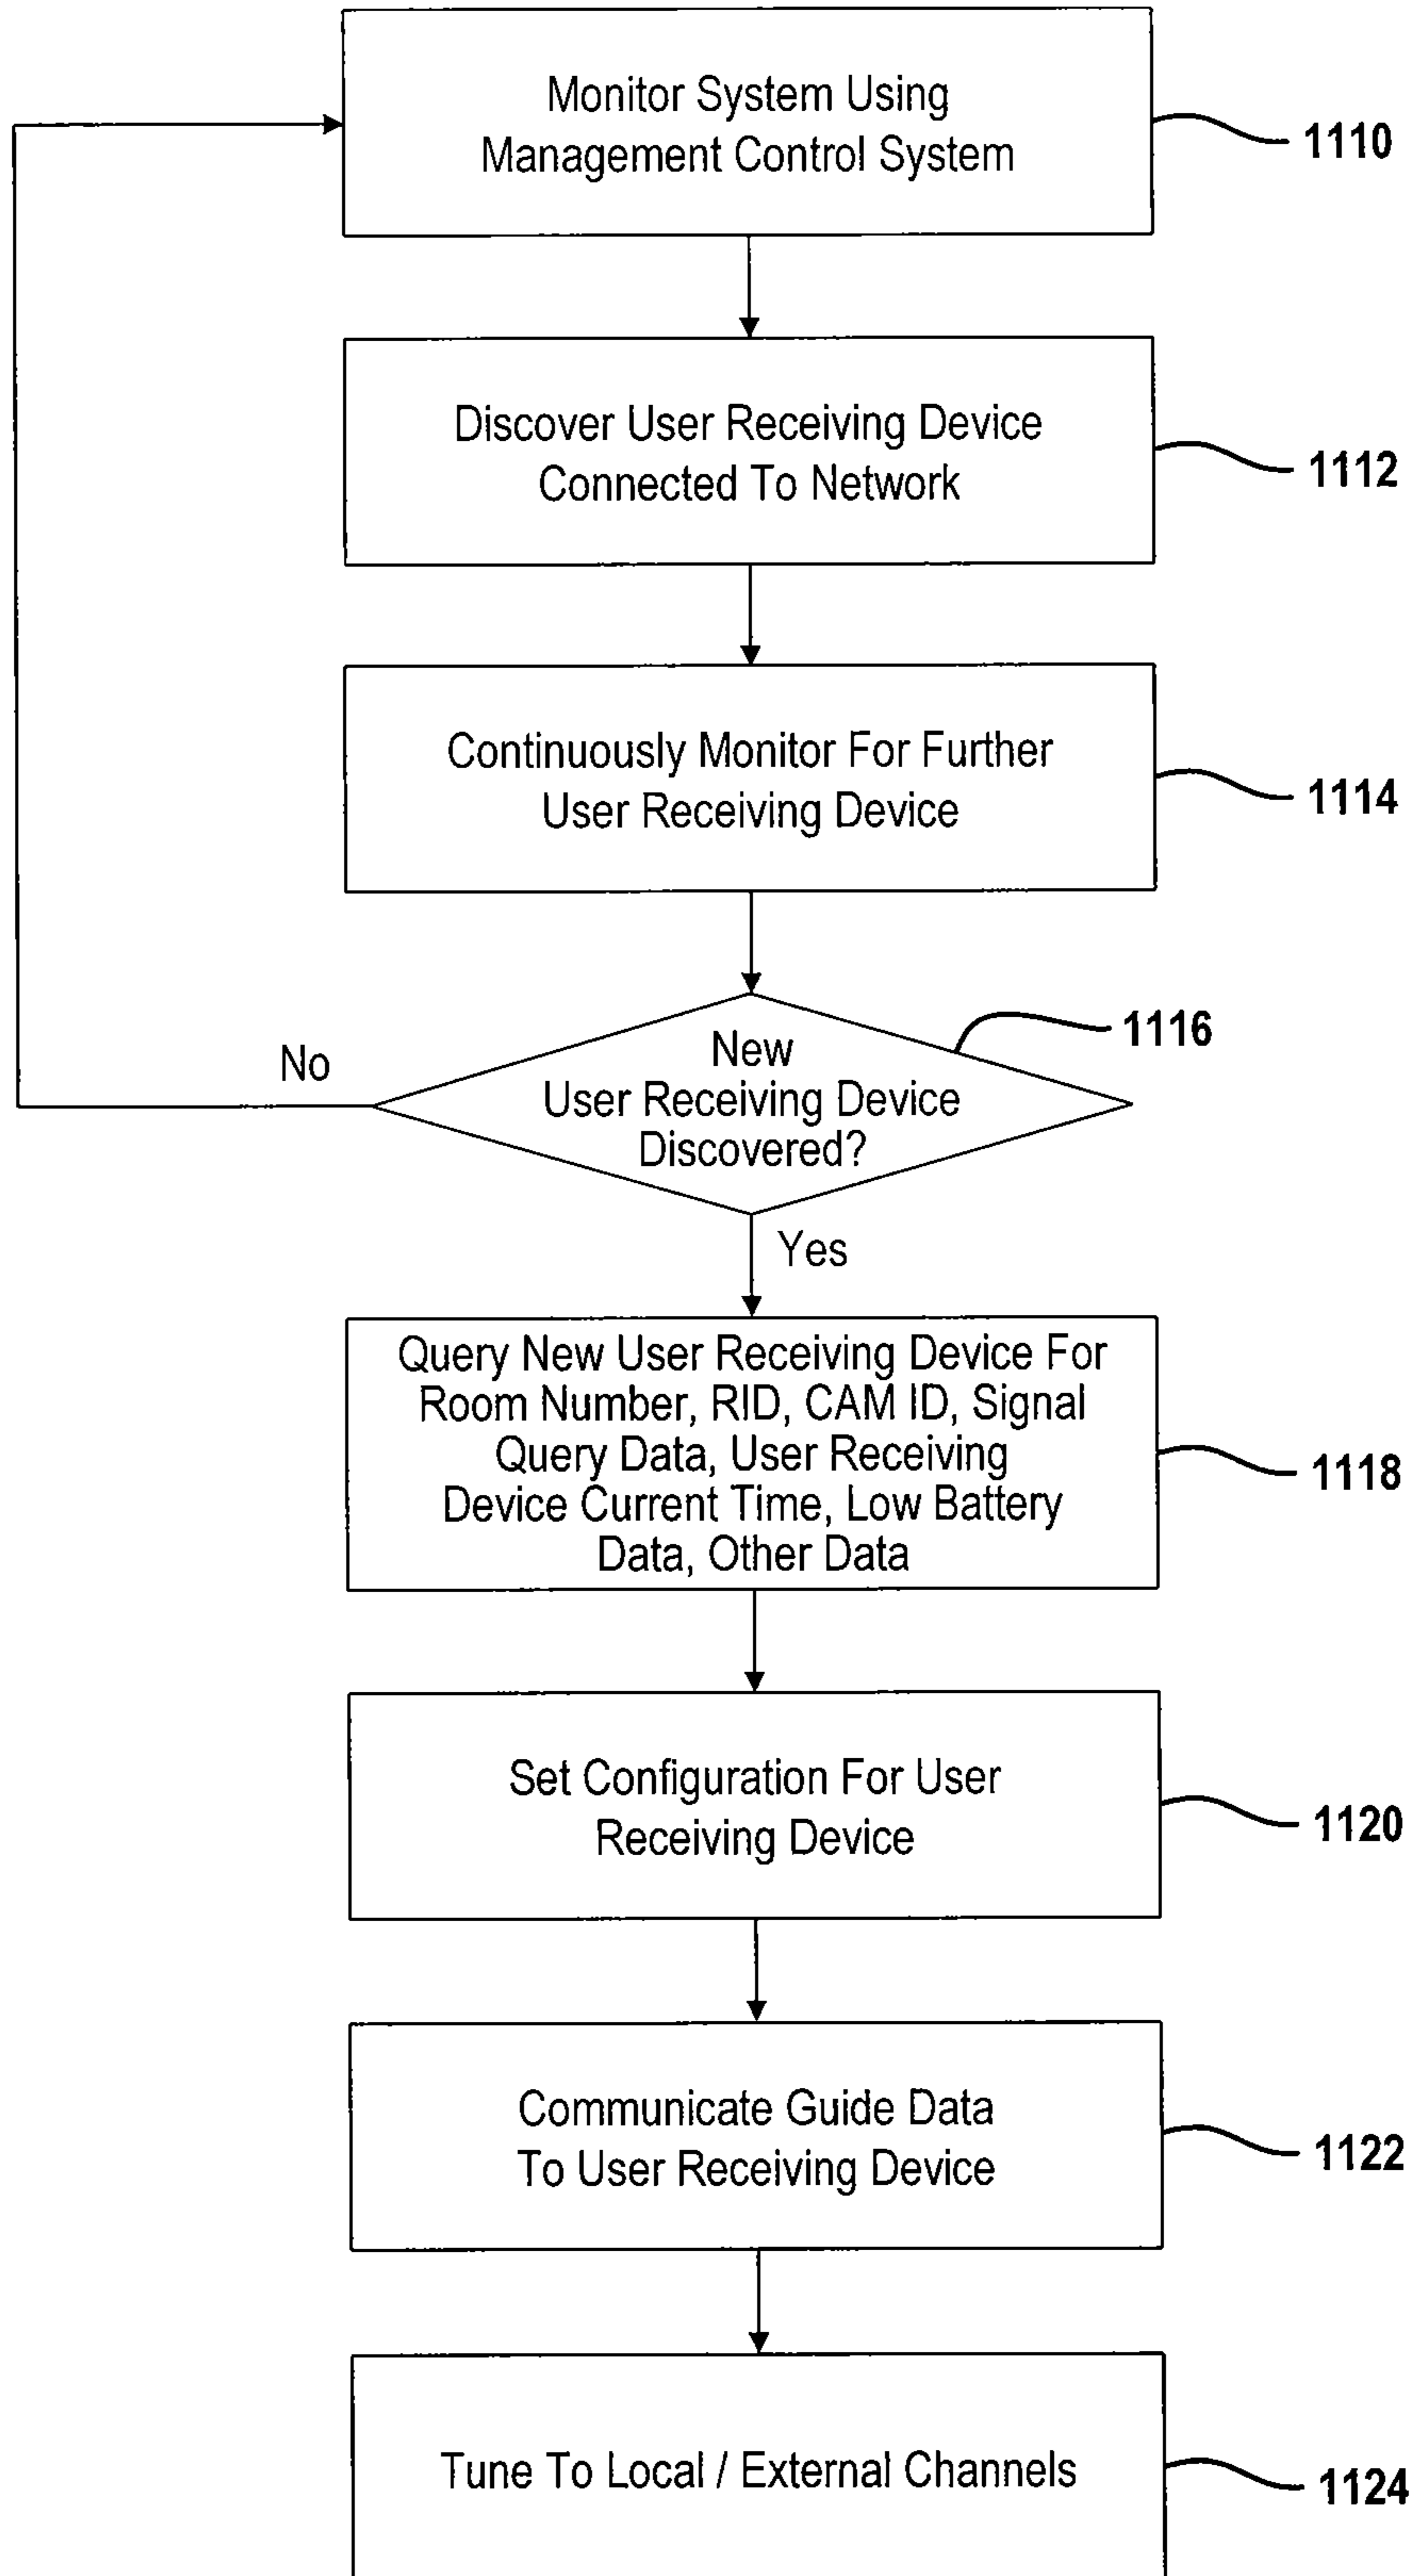 Monitor System Using
Management Control System
1110
Discover User Receiving Device
Connected To Network
1112
Continuously Monitor For Further
User Receiving Device
1114
New
User Receiving Device
Discovered?
1116
No
Yes
Query New User Receiving Device For
Room Number, RID, CAM ID, Signal
Query Data, User Receiving
Device Current Time, Low Battery
Data, Other Data
1118
Set Configuration For User
Receiving Device
1120
Communicate Guide Data
To User Receiving Device
1122
Tune To Local / External Channels
1124